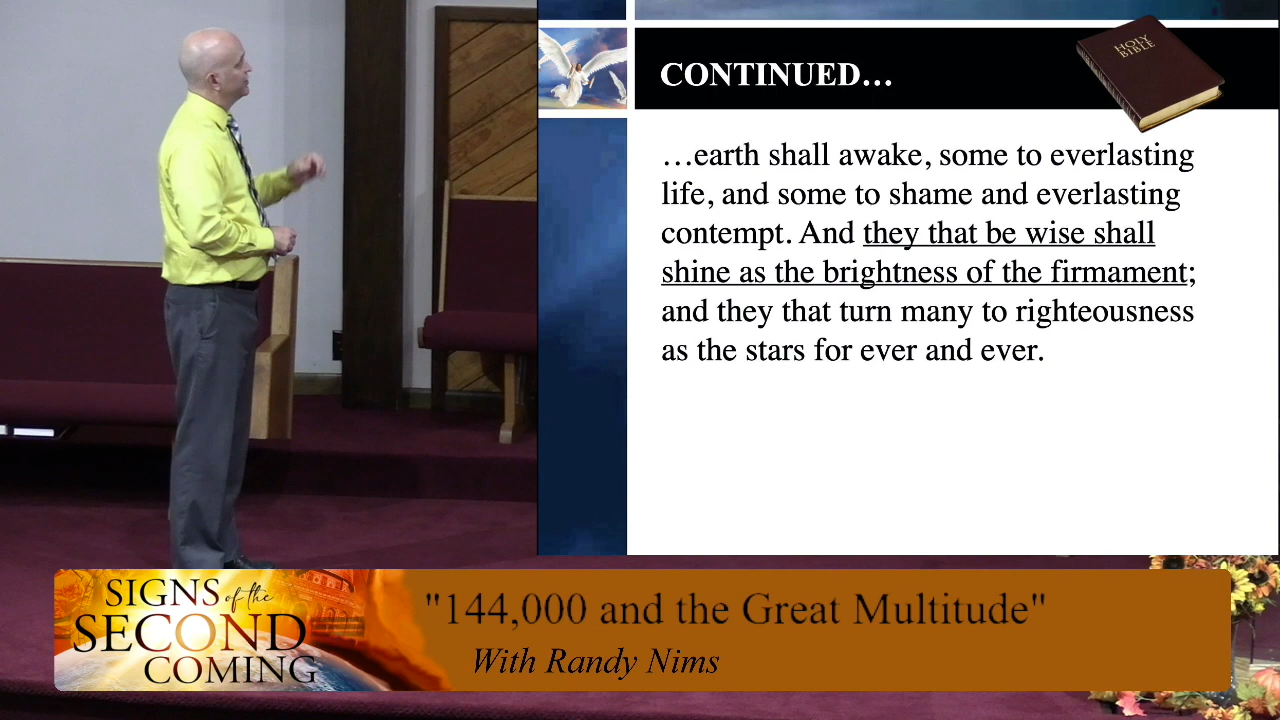 CONTINUED…
HOLY
BIBLE
…earth shall awake, some to everlasting
life, and some to shame and everlasting
contempt. And they that be wise shall
shine as the brightness of the firmament;
and they that turn many to righteousness
as the stars for ever and ever.
SIGNS of the
SECOND
COMING
"144,000 and the Great Multitude"
With Randy Nims